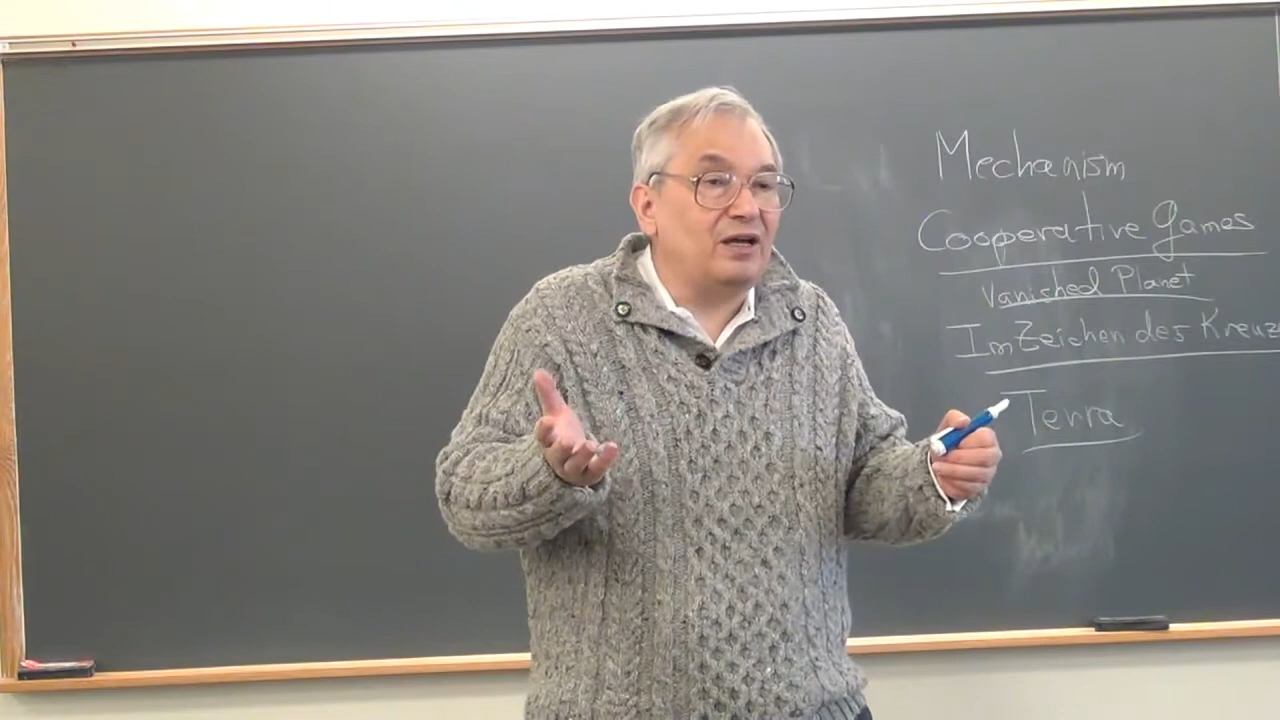 Mechanism
Cooperative Games
Vanished Planet
Im Zeichen des Kreuz
Terra